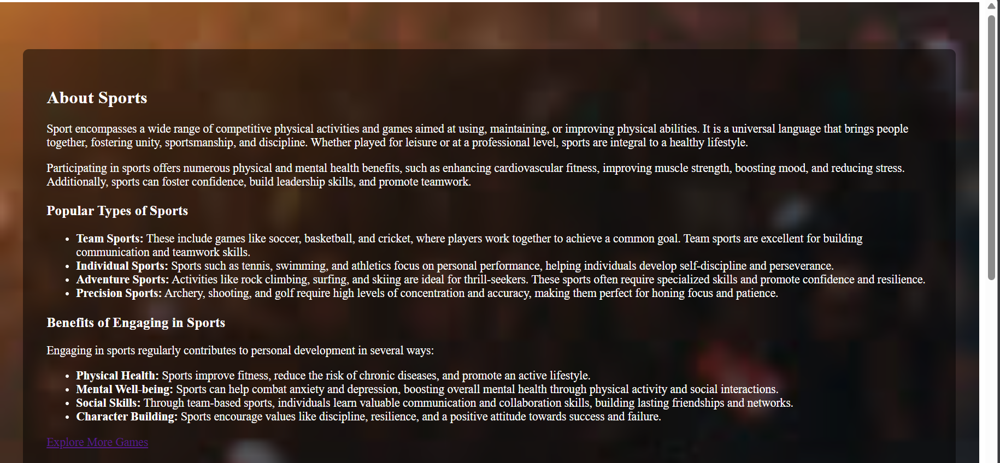 About Sports
Sport encompasses a wide range of competitive physical activities and games aimed at using, maintaining, or improving physical abilities. It is a universal language that brings people
together, fostering unity, sportsmanship, and discipline. Whether played for leisure or at a professional level, sports are integral to a healthy lifestyle.
Participating in sports offers numerous physical and mental health benefits, such as enhancing cardiovascular fitness, improving muscle strength, boosting mood, and reducing stress.
Additionally, sports can foster confidence, build leadership skills, and promote teamwork.
Popular Types of Sports
• Team Sports: These include games like soccer, basketball, and cricket, where players work together to achieve a common goal. Team sports are excellent for building
communication and teamwork skills.
• Individual Sports: Sports such as tennis, swimming, and athletics focus on personal performance, helping individuals develop self-discipline and perseverance.
• Adventure Sports: Activities like rock climbing, surfing, and skiing are ideal for thrill-seekers. These sports often require specialized skills and promote confidence and resilience.
• Precision Sports: Archery, shooting, and golf require high levels of concentration and accuracy, making them perfect for honing focus and patience.
Benefits of Engaging in Sports
Engaging in sports regularly contributes to personal development in several ways:
• Physical Health: Sports improve fitness, reduce the risk of chronic diseases, and promote an active lifestyle.
• Mental Well-being: Sports can help combat anxiety and depression, boosting overall mental health through physical activity and social interactions.
• Social Skills: Through team-based sports, individuals learn valuable communication and collaboration skills, building lasting friendships and networks.
• Character Building: Sports encourage values like discipline, resilience, and a positive attitude towards success and failure.
Explore More Games